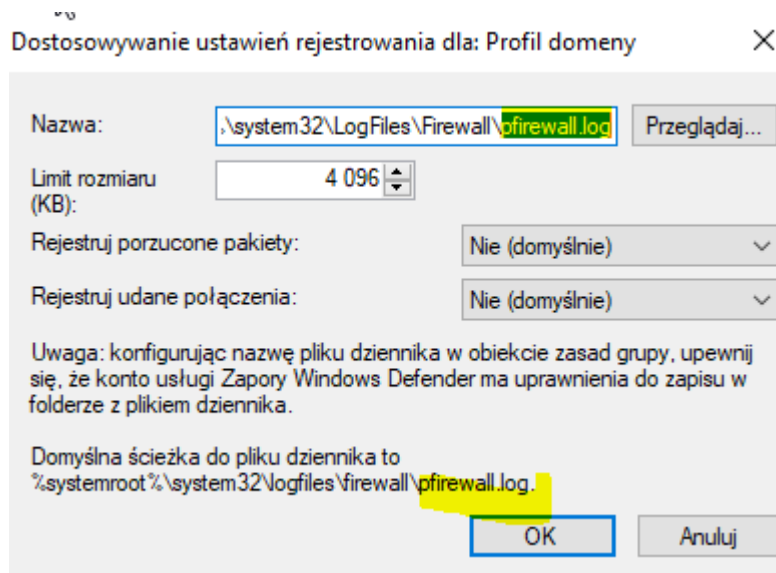 Dostosowywanie ustawień rejestrowania dla: Profil domeny
Nazwa: \system32\LogFiles\Firewall\pfirewall.log Przeglądaj...
Limit rozmiaru (KB): 4 096
Rejestruj porzucone pakiety: Nie (domyślnie)
Rejestruj udane połączenia: Nie (domyślnie)
Uwaga: konfigurując nazwę pliku dziennika w obiekcie zasad grupy, upewnij
się, że konto usługi Zapory Windows Defender ma uprawnienia do zapisu w
folderze z plikiem dziennika.
Domyślna ścieżka do pliku dziennika to
%systemroot%\system32\logfiles\firewall\pfirewall.log.
OK Anuluj